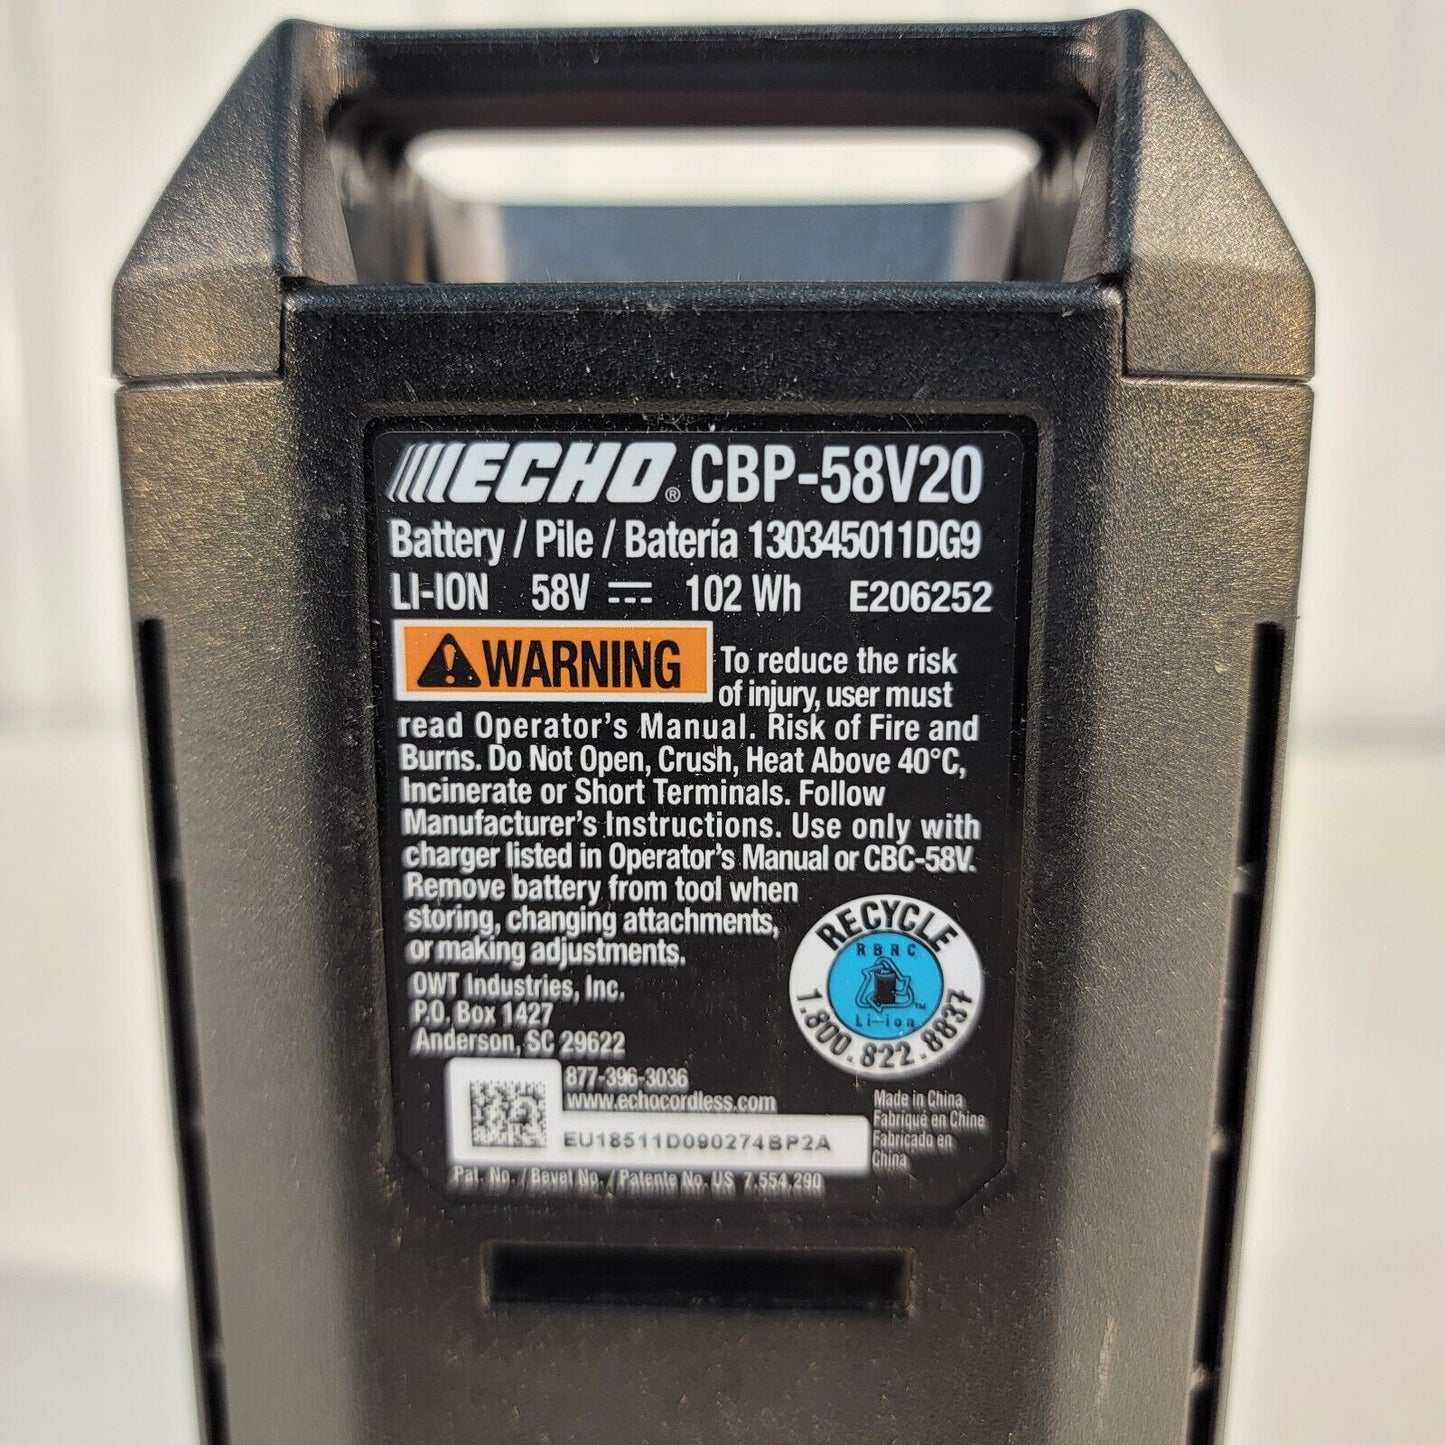 ECHO® CBP-58V20
Battery / Pile / Batería 130345011DG9
LI-ION 58V 102 Wh E206252
WARNING To reduce the risk
of injury, user must
read Operator's Manual. Risk of Fire and
Burns. Do Not Open, Crush, Heat Above 40°C,
Incinerate or Short Terminals. Follow
Manufacturer's Instructions. Use only with
charger listed in Operator's Manual or CBC-58V.
Remove battery from tool when
storing, changing attachments,
or making adjustments.
RECYCLE
RBRC
Li-ion
TM
1.800.822.8837
OWT Industries, Inc.
P.O. Box 1427
Anderson, SC 29622
877-396-3036
www.echocordless.com
EU18511D090274BP2A
Made in China
Fabriqué en Chine
Fabricado en
China
Pat. No. / Bevet No. / Patente No. US 7,554,290